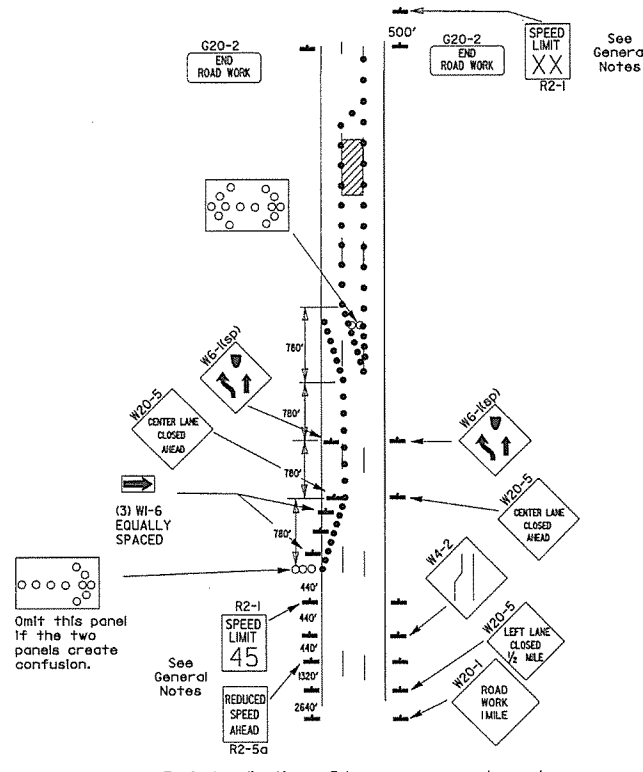 500'
G20-2
END
ROAD WORK
G20-2
END
ROAD WORK
SPEED
LIMIT
XX
R2-1
See
General
Notes
780'
W6-1(sp)
780'
W20-5
CENTER LANE
CLOSED
AHEAD
W6-1(sp)
780'
W20-5
CENTER LANE
CLOSED
AHEAD
(3) W1-6
EQUALLY
SPACED
780'
Omit this panel
if the two
panels create
confusion.
440'
R2-1
SPEED
LIMIT
45
440'
W4-2
440'
See
General
Notes
W20-5
LEFT LANE
CLOSED
1/2 MILE
1320'
REDUCED
SPEED
AHEAD
R2-5a
2640'
W20-1
ROAD
WORK
1 MILE